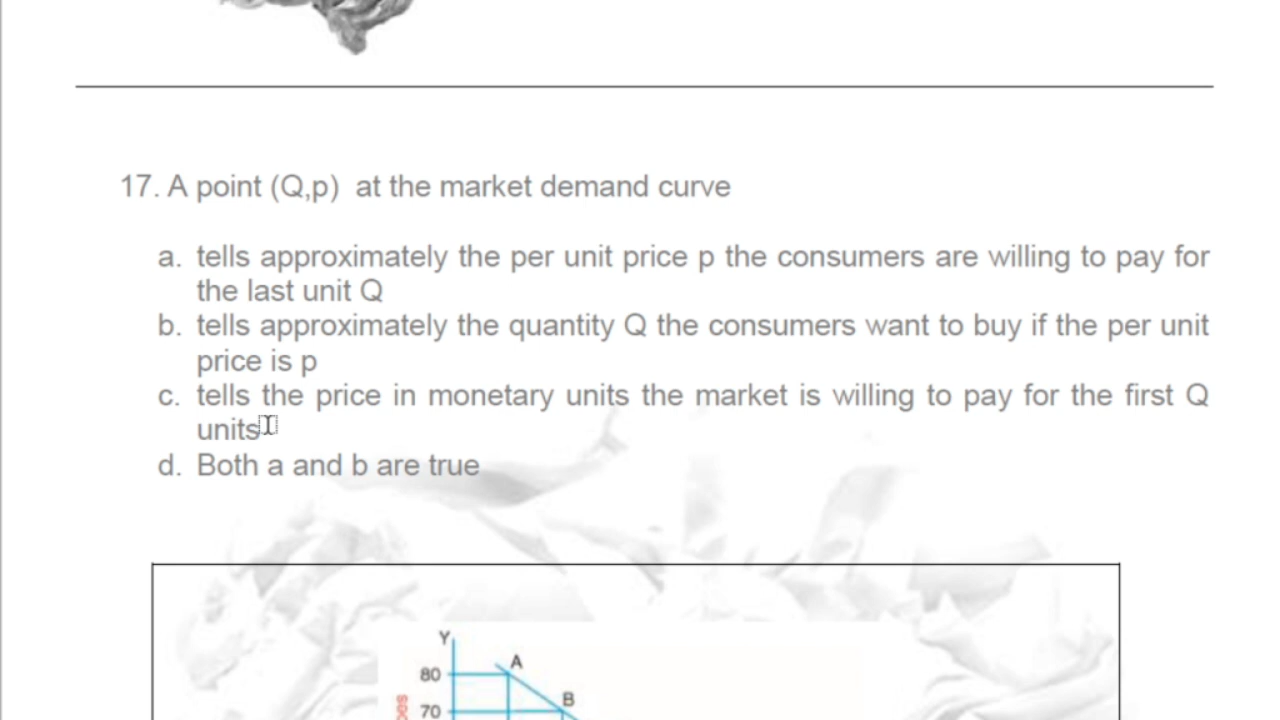 17. A point (Q,p) at the market demand curve
a. tells approximately the per unit price p the consumers are willing to pay for
the last unit Q
b. tells approximately the quantity Q the consumers want to buy if the per unit
price is p
c. tells the price in monetary units the market is willing to pay for the first Q
units
d. Both a and b are true
Y
A
80
B
70